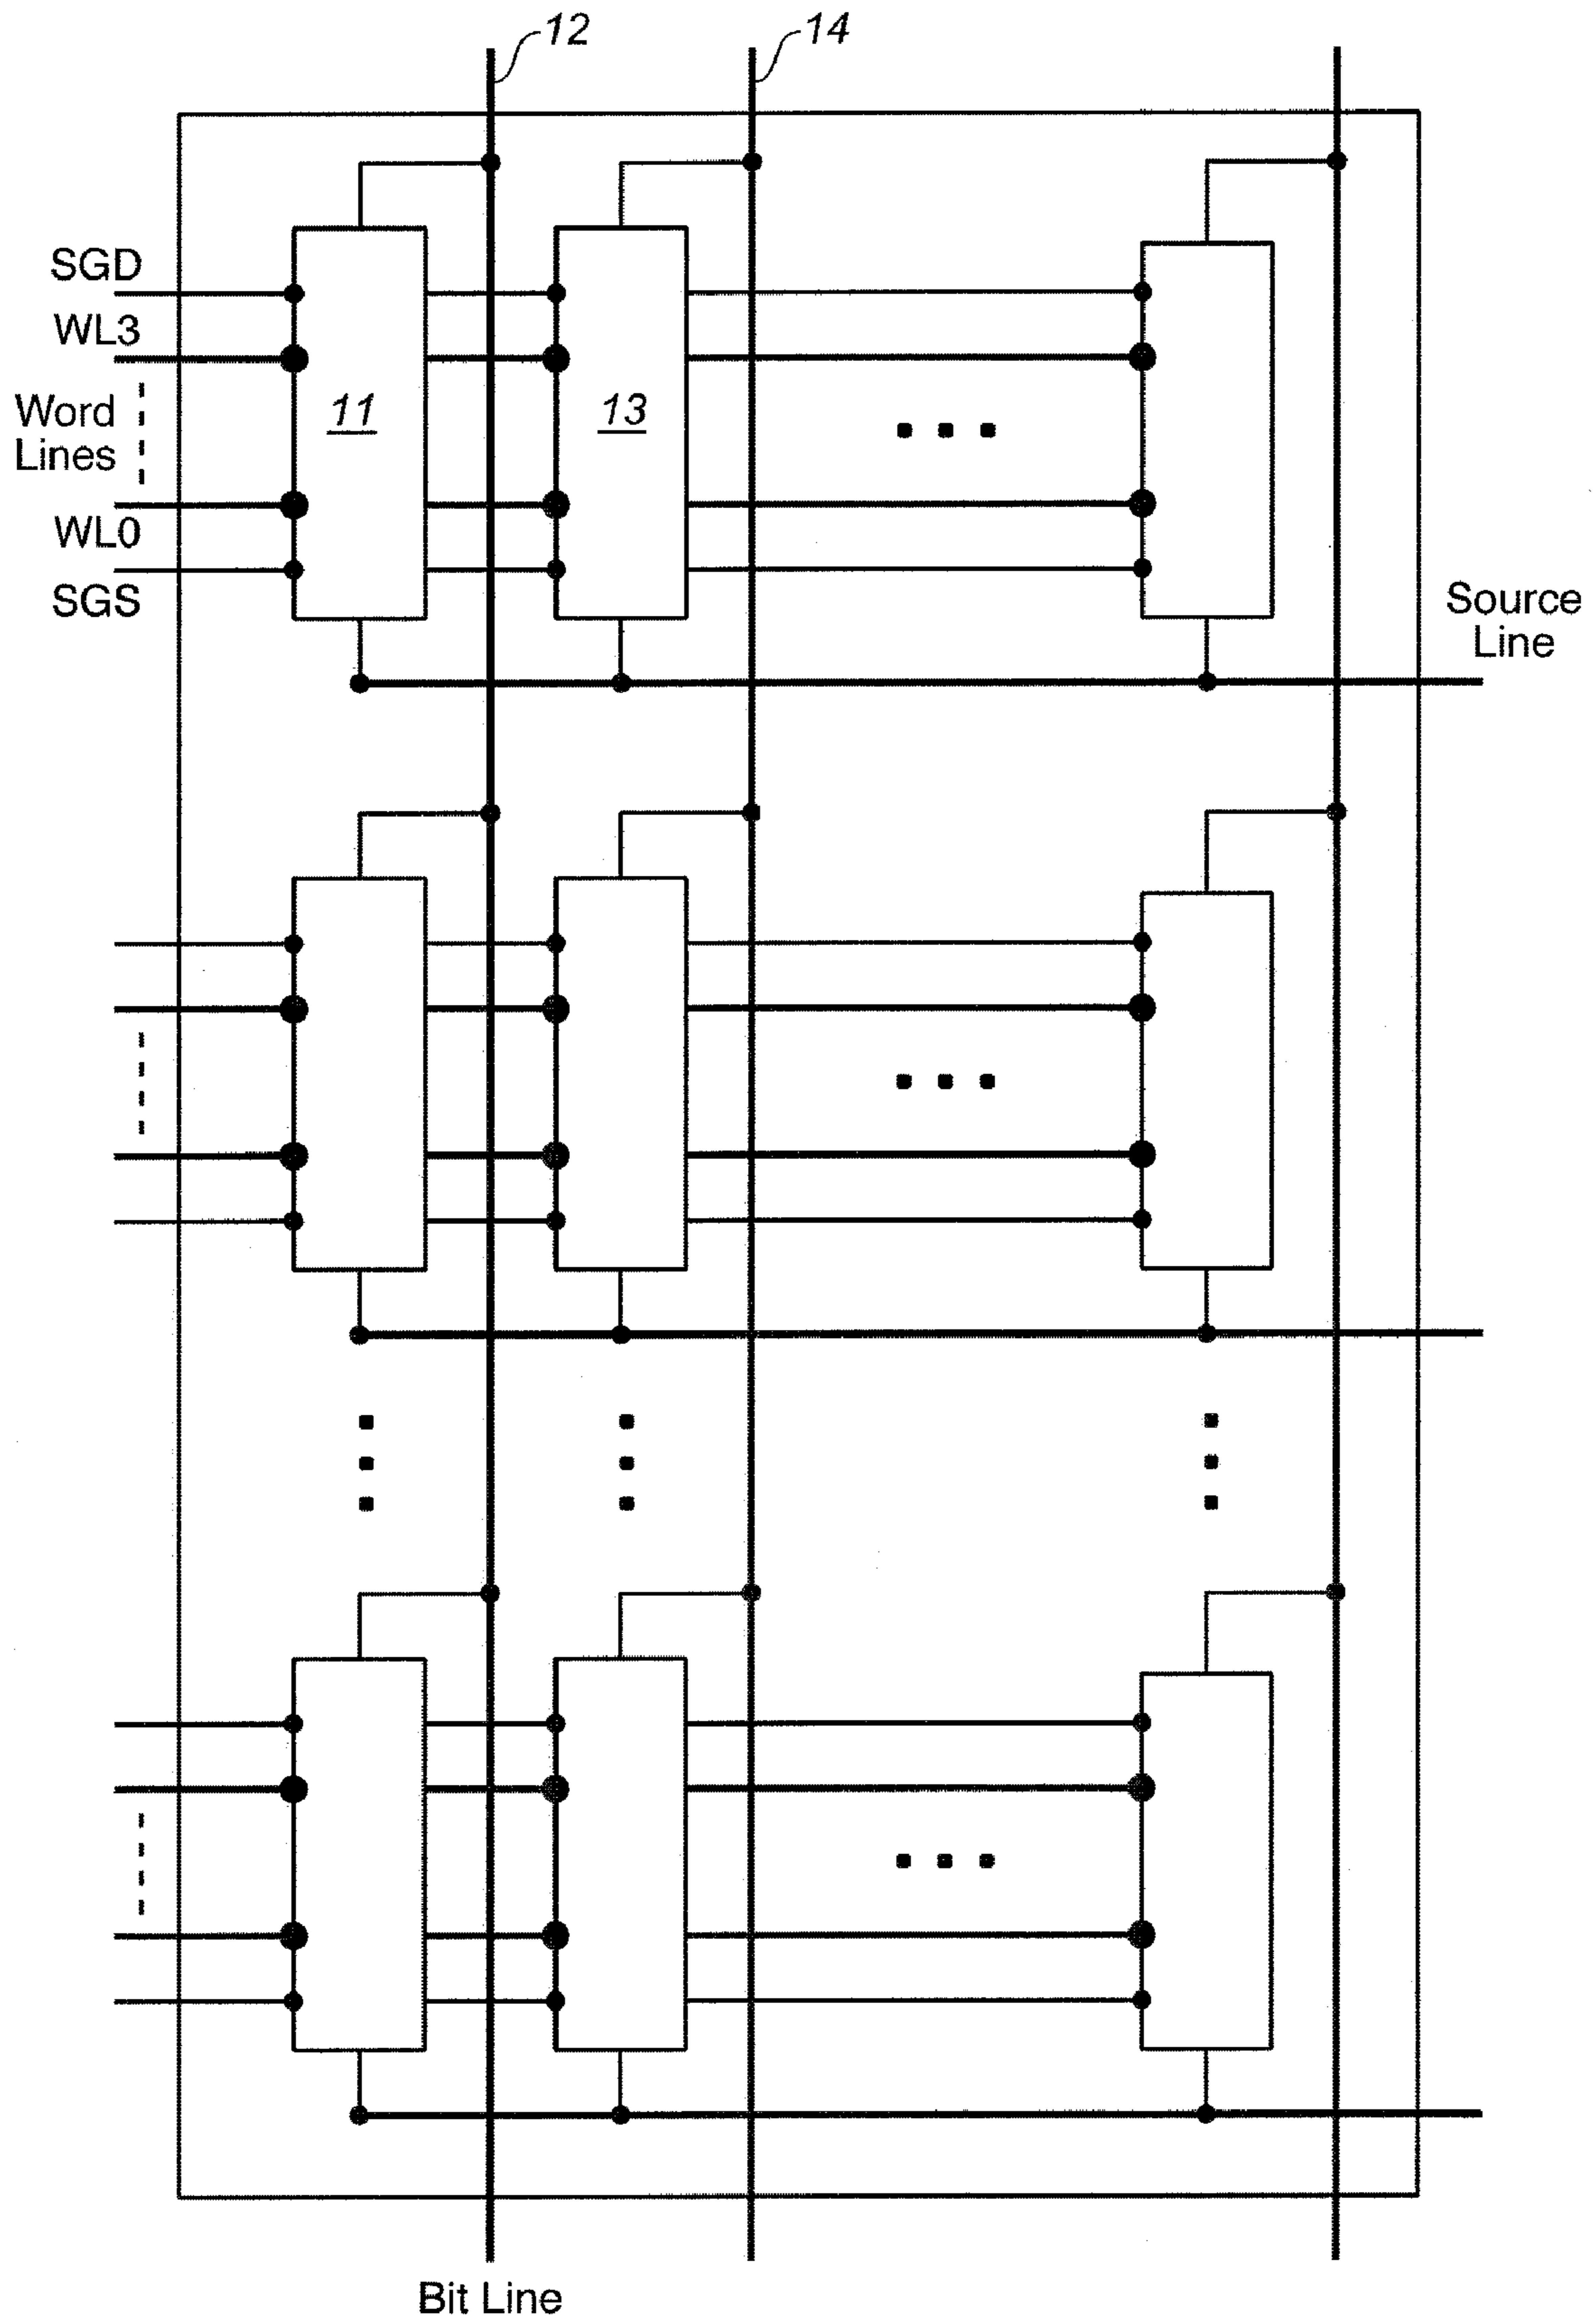 12
14
SGD
WL3
Word
Lines
11
13
WL0
SGS
Source
Line
Bit Line